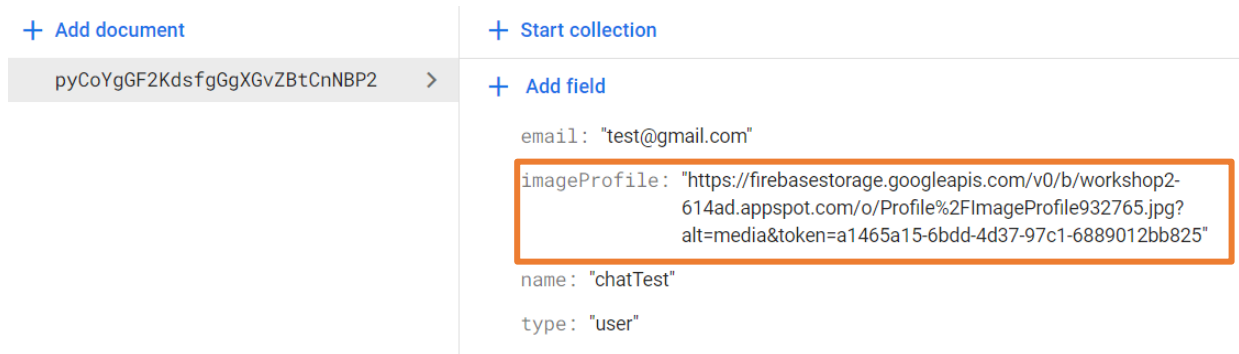 + Add document
pyCoYgGF2KdsfgGgXGvZBtCnNBP2 >
+ Start collection
+ Add field
email: "test@gmail.com"
imageProfile: "https://firebasestorage.googleapis.com/v0/b/workshop2-
614ad.appspot.com/o/Profile%2FImageProfile932765.jpg?
alt=media&token=a1465a15-6bdd-4d37-97c1-6889012bb825"
name: "chatTest"
type: "user"